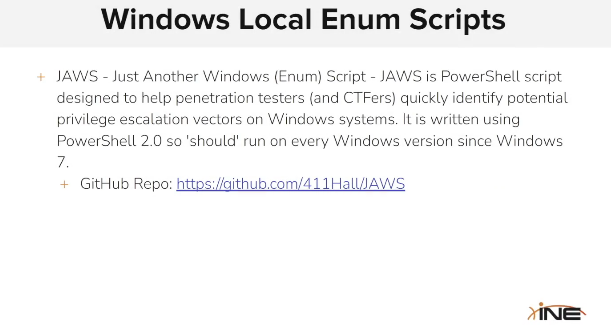 Windows Local Enum Scripts
+ JAWS - Just Another Windows (Enum) Script - JAWS is PowerShell script
designed to help penetration testers (and CTFers) quickly identify potential
privilege escalation vectors on Windows systems. It is written using
PowerShell 2.0 so 'should' run on every Windows version since Windows
7.
+ GitHub Repo: https://github.com/411Hall/JAWS
INE